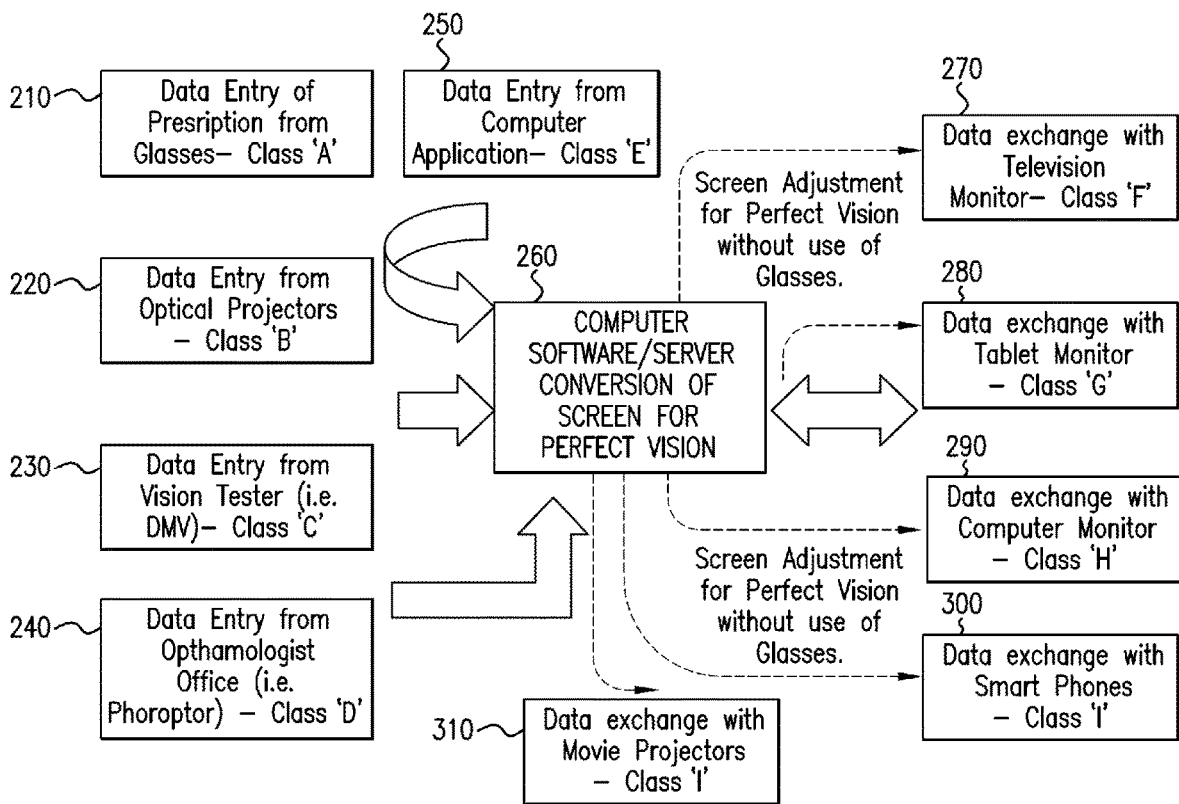 210
Data Entry of
Presription from
Glasses– Class 'A'
250
Data Entry from
Computer
Application– Class 'E'
220
Data Entry from
Optical Projectors
– Class 'B'
230
Data Entry from
Vision Tester (i.e.
DMV)– Class 'C'
240
Data Entry from
Opthamologist
Office (i.e.
Phoroptor) – Class 'D'
260
COMPUTER
SOFTWARE/SERVER
CONVERSION OF
SCREEN FOR
PERFECT VISION
Screen Adjustment
for Perfect Vision
without use of
Glasses.
270
Data exchange with
Television
Monitor– Class 'F'
280
Data exchange with
Tablet Monitor
– Class 'G'
290
Data exchange with
Computer Monitor
– Class 'H'
Screen Adjustment
for Perfect Vision
without use of
Glasses.
300
Data exchange with
Smart Phones
– Class 'I'
310
Data exchange with
Movie Projectors
– Class 'I'